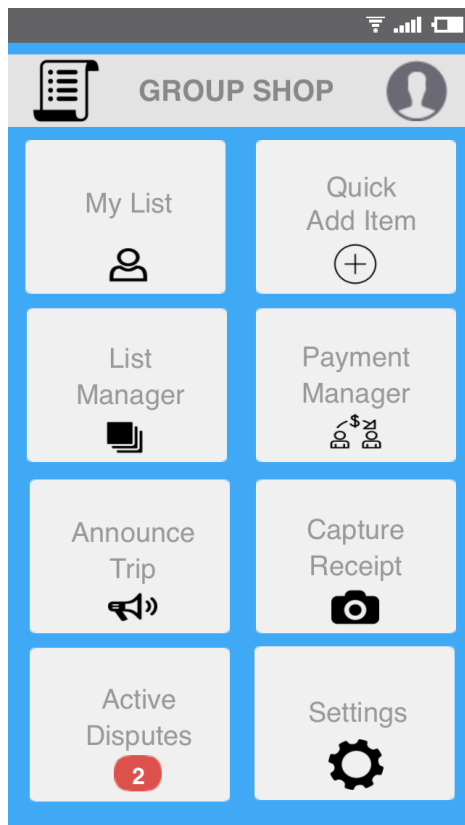 GROUP SHOP
My List
Quick
Add Item
List
Manager
Payment
Manager
$
Announce
Trip
Capture
Receipt
Active
Disputes
2
Settings